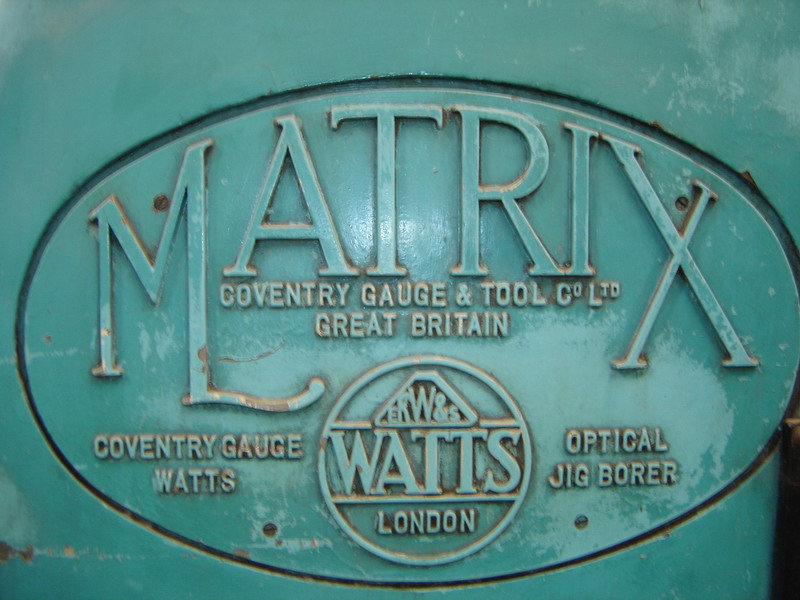 MATRIX
COVENTRY GAUGE & TOOL Co LTD
GREAT BRITAIN
COVENTRY GAUGE
WATTS
WATTS
LONDON
OPTICAL
JIG BORER